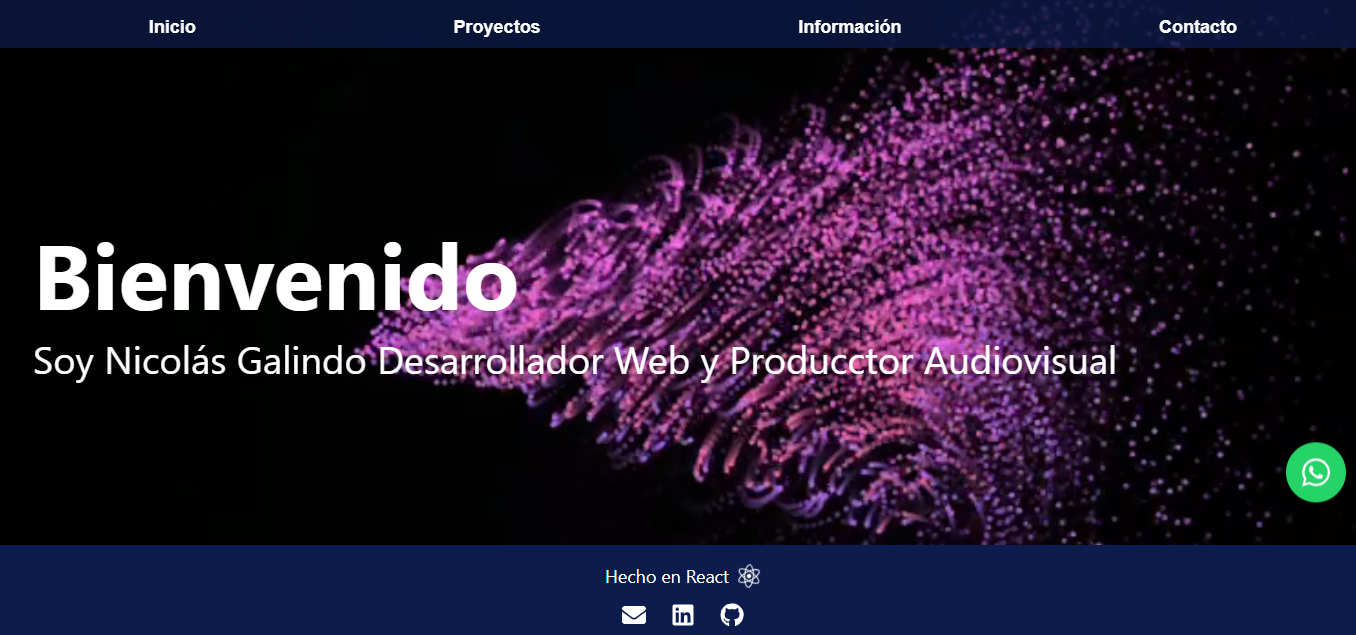 Inicio Proyectos Información Contacto
Bienvenido
Soy Nicolás Galindo Desarrollador Web y Producctor Audiovisual
Hecho en React